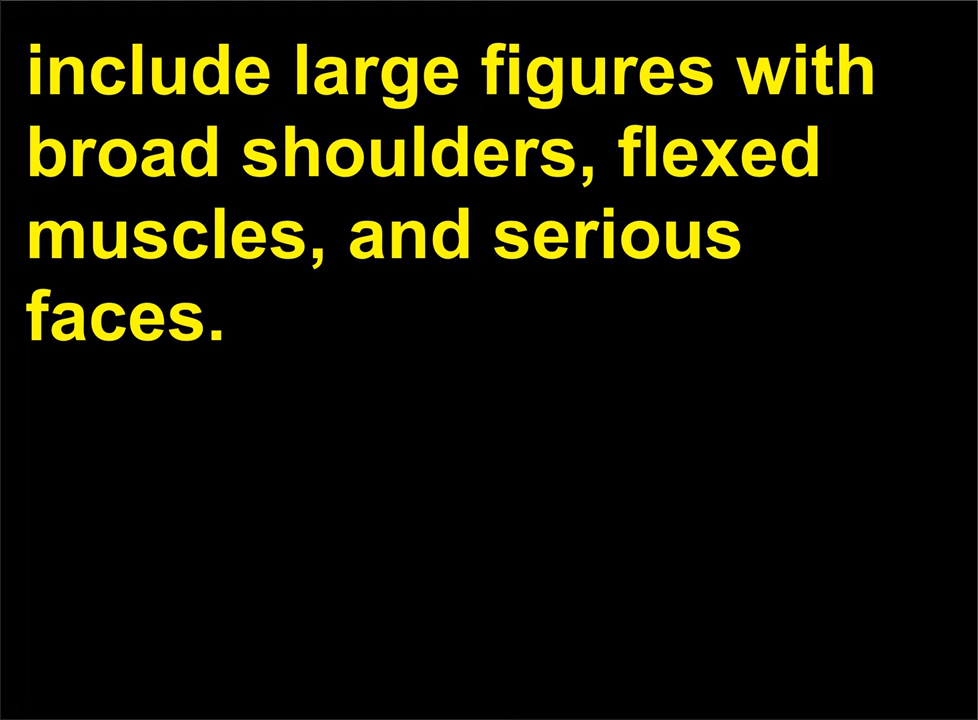 include large figures with
broad shoulders, flexed
muscles, and serious
faces.